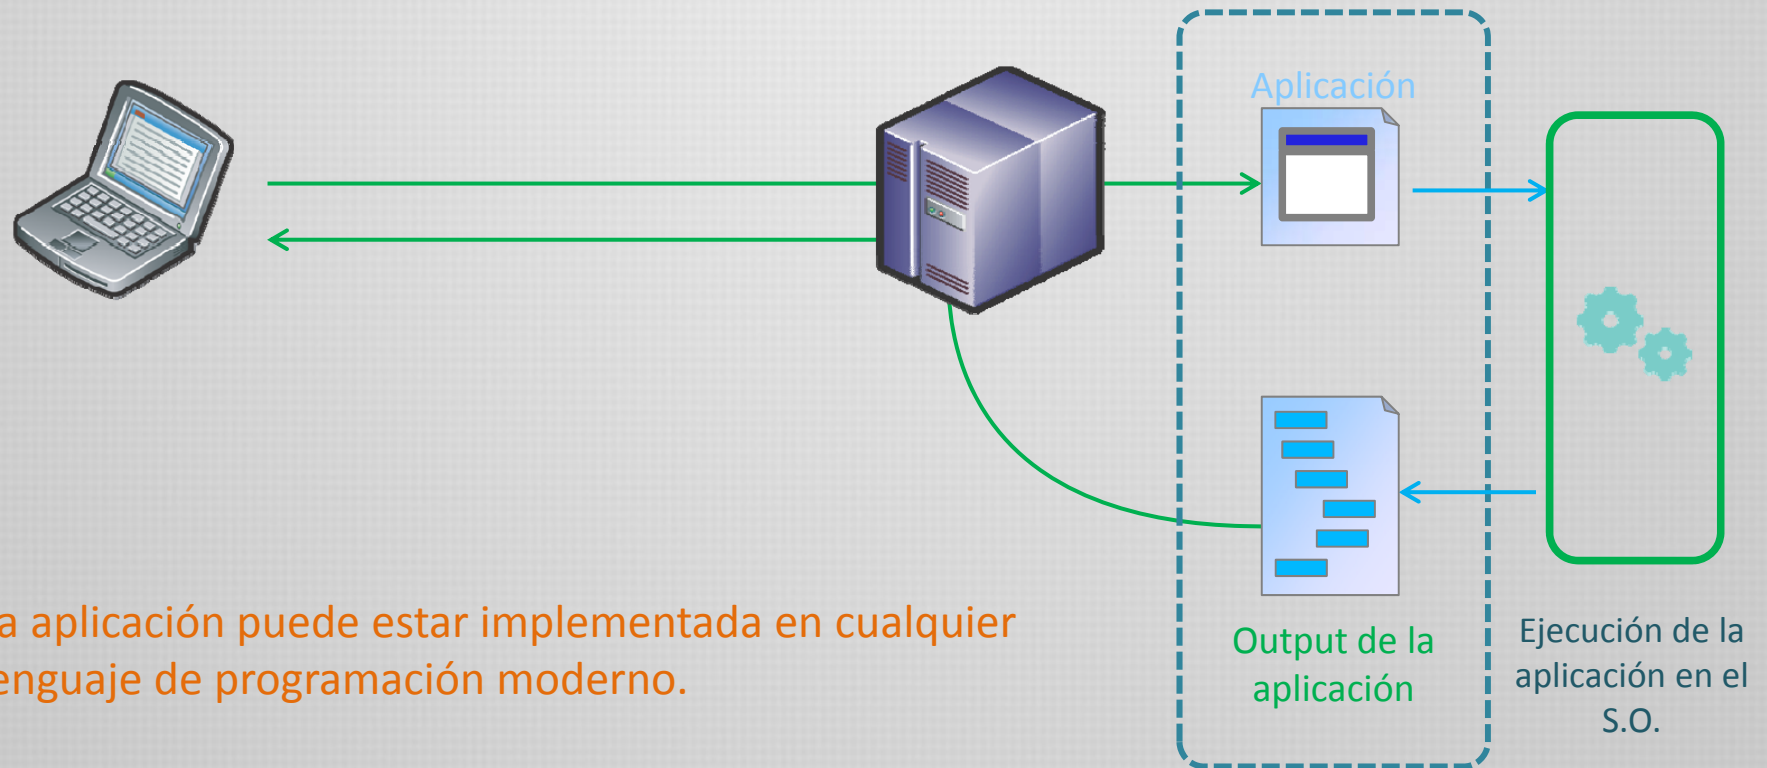 Aplicación
a aplicación puede estar implementada en cualquier
enguaje de programación moderno.
Output de la
aplicación
Ejecución de la
aplicación en el
S.O.